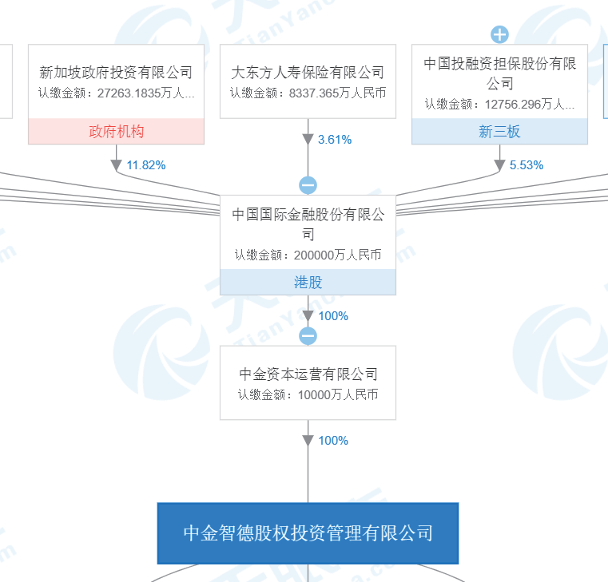 新加坡政府投资有限公司
认缴金额：27263.1835万人...
政府机构
11.82%
大东方人寿保险有限公司
认缴金额：8337.365万人民币
3.61%
中国投融资担保股份有限
公司
认缴金额：12756.296万人...
新三板
5.53%
中国国际金融股份有限公
司
认缴金额：200000万人民币
港股
100%
中金资本运营有限公司
认缴金额：10000万人民币
100%
中金智德股权投资管理有限公司